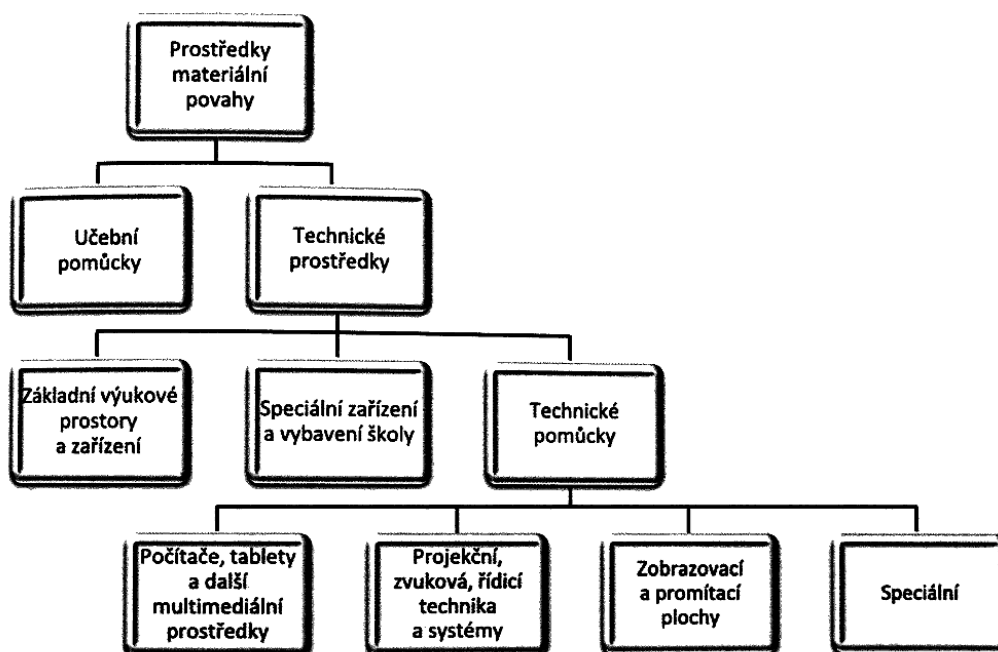 Prostředky
materiální
povahy
Učební
pomůcky
Technické
prostředky
Základní výukové
prostory
a zařízení
Speciální zařízení
a vybavení školy
Technické
pomůcky
Počítače, tablety
a další
multimediální
prostředky
Projekční,
zvuková, řídicí
technika
a systémy
Zobrazovací
a promítací
plochy
Speciální